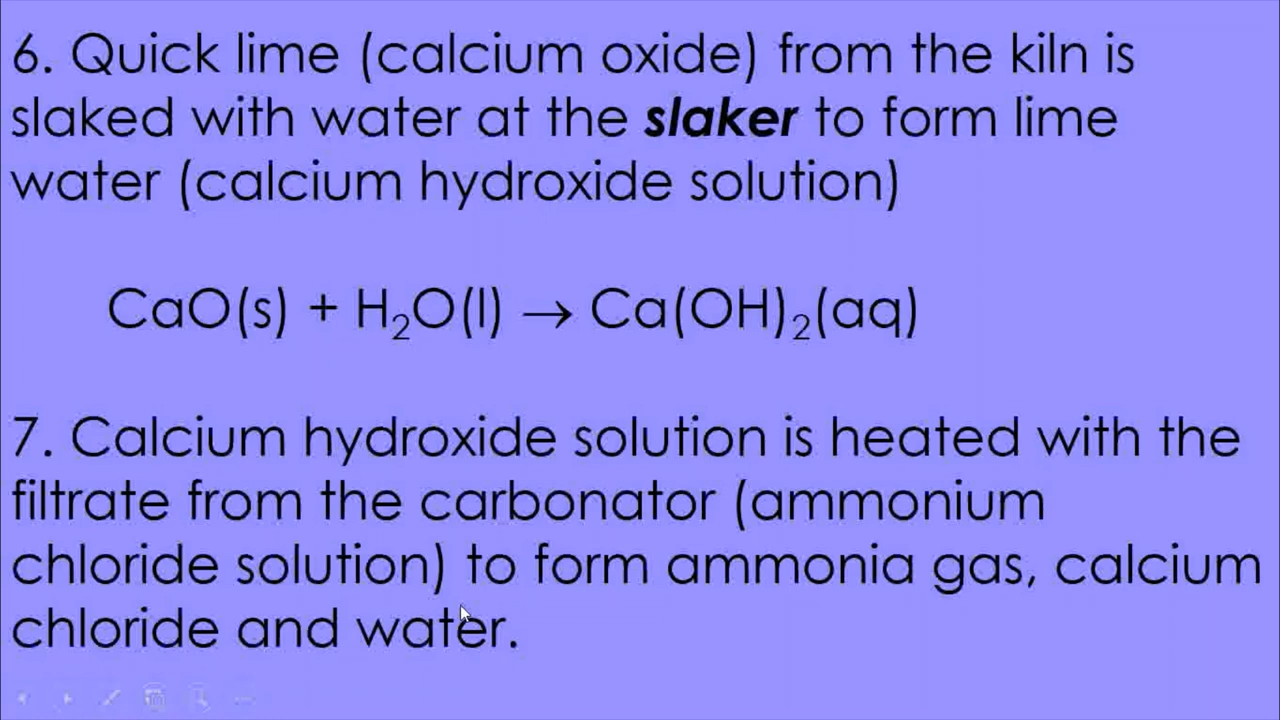 6. Quick lime (calcium oxide) from the kiln is
slaked with water at the slaker to form lime
water (calcium hydroxide solution)
CaO(s) + H₂O(l) → Ca(OH)₂(aq)
7. Calcium hydroxide solution is heated with the
filtrate from the carbonator (ammonium
chloride solution) to form ammonia gas, calcium
chloride and water.